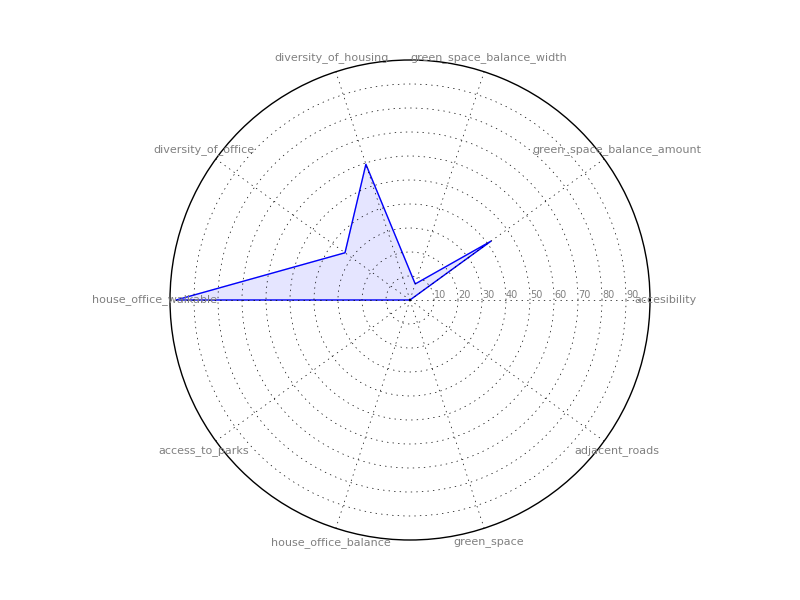 diversity_of_housing
green_space_balance_width
diversity_of_office
green_space_balance_amount
house_office_walkable
10 20 30 40 50 60 70 80 90
accesibility
access_to_parks
adjacent_roads
house_office_balance
green_space